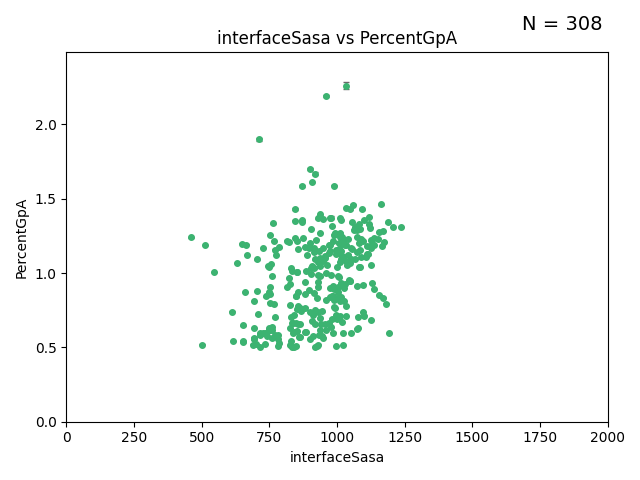 N = 308
interfaceSasa vs PercentGpA
PercentGpA
2.0
1.5
1.0
0.5
0.0
0 250 500 750 1000 1250 1500 1750 2000
interfaceSasa